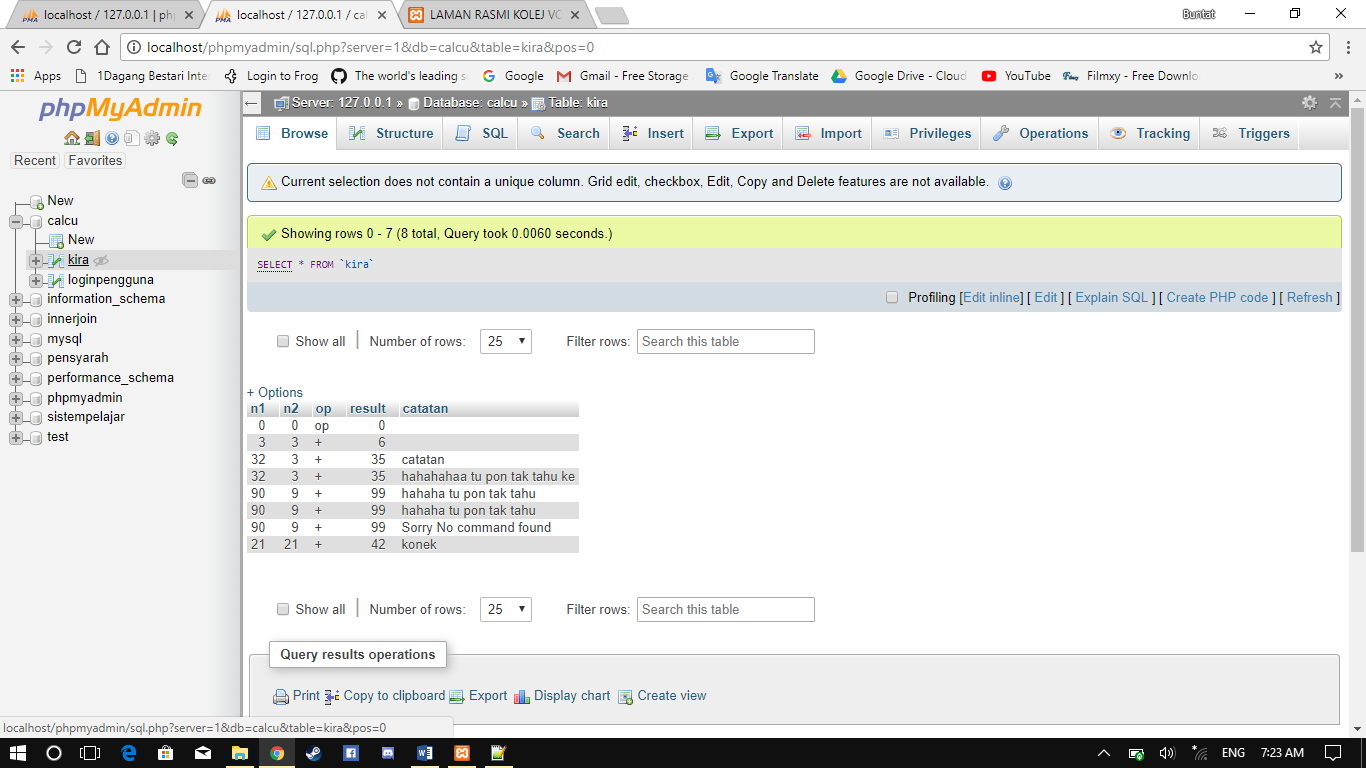 localhost / 127.0.0.1 | ph
localhost / 127.0.0.1 / cal
LAMAN RASMI KOLEJ VO
Buntat
localhost/phpmyadmin/sql.php?server=1&db=calcu&table=kira&pos=0
Apps 1Dagang Bestari Inte Login to Frog The world's leading s Google Gmail - Free Storage Google Translate Google Drive - Cloud YouTube Filmxy - Free Downlo »
phpMyAdmin
Recent Favorites
New
calcu
New
kira
loginpengguna
information_schema
innerjoin
mysql
pensyarah
performance_schema
phpmyadmin
sistempelajar
test
Server: 127.0.0.1 » Database: calcu » Table: kira
Browse Structure SQL Search Insert Export Import Privileges Operations Tracking Triggers
Current selection does not contain a unique column. Grid edit, checkbox, Edit, Copy and Delete features are not available.
Showing rows 0 - 7 (8 total, Query took 0.0060 seconds.)
SELECT * FROM `kira`
Profiling [Edit inline] [ Edit ] [ Explain SQL ] [ Create PHP code ] [ Refresh ]
Show all Number of rows: 25 Filter rows: Search this table
+ Options
n1 n2 op result catatan
0 0 op 0
3 3 + 6
32 3 + 35 catatan
32 3 + 35 hahahahaa tu pon tak tahu ke
90 9 + 99 hahaha tu pon tak tahu
90 9 + 99 hahaha tu pon tak tahu
90 9 + 99 Sorry No command found
21 21 + 42 konek
Show all Number of rows: 25 Filter rows: Search this table
Query results operations
Print Copy to clipboard Export Display chart Create view
localhost/phpmyadmin/sql.php?server=1&db=calcu&table=kira&pos=0
ENG 7:23 AM